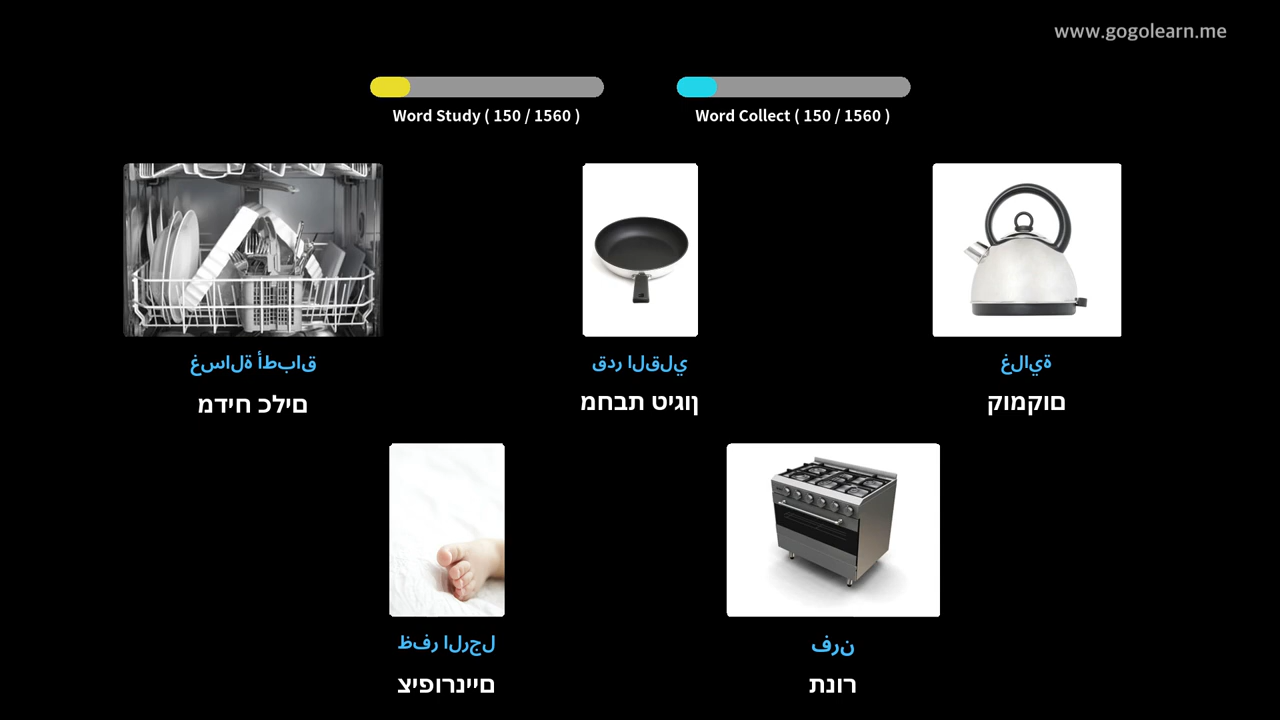 www.gogolearn.me
Word Study ( 150 / 1560 )
Word Collect ( 150 / 1560 )
غسالة أطباق
מדיח כלים
قدر القلي
מחבת טיגון
غلاية
קומקום
ظفر الرجل
ציפורניים
فرن
תנור